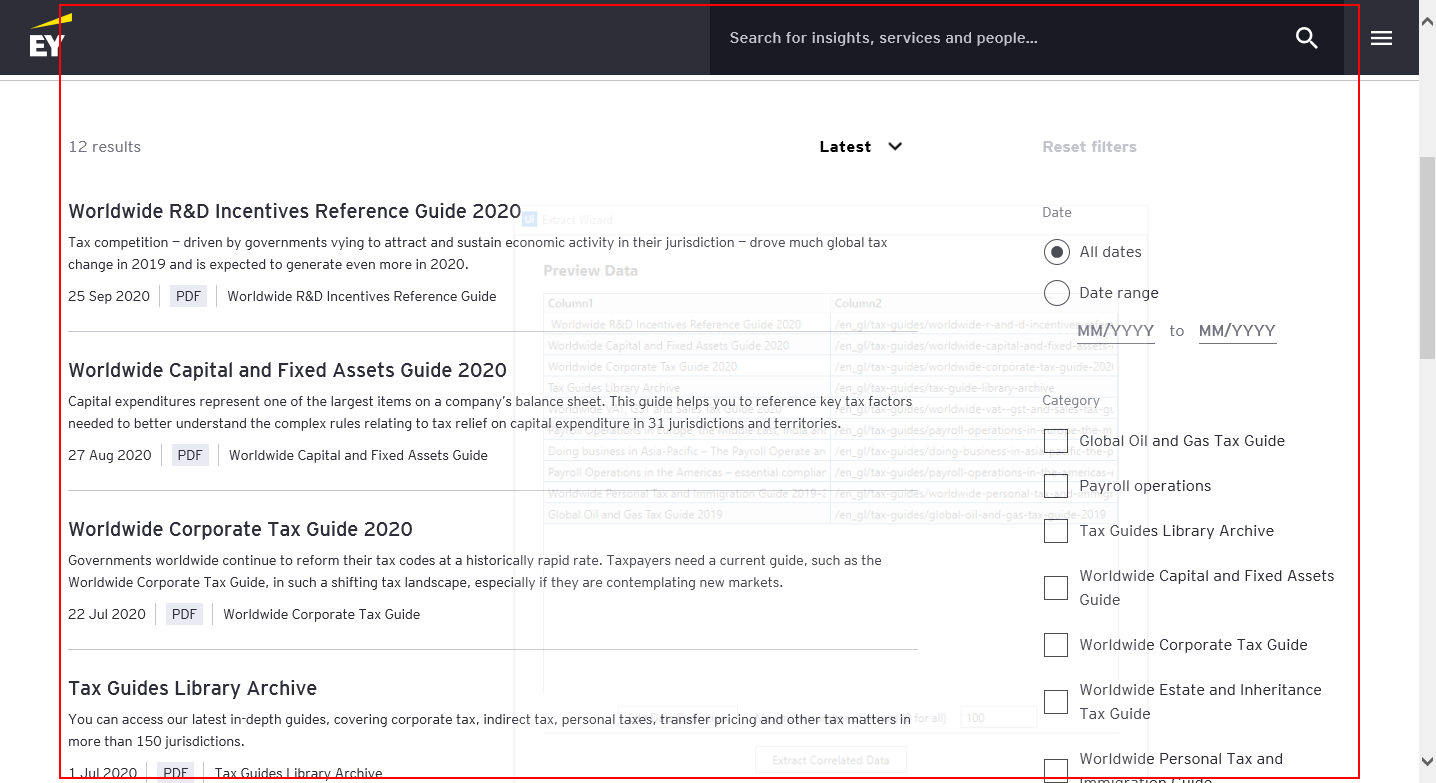 EY
Search for insights, services and people...
12 results
Latest
Reset filters
Worldwide R&D Incentives Reference Guide 2020
Tax competition – driven by governments vying to attract and sustain economic activity in their jurisdiction – drove much global tax
change in 2019 and is expected to generate even more in 2020.
25 Sep 2020 PDF Worldwide R&D Incentives Reference Guide
Worldwide Capital and Fixed Assets Guide 2020
Capital expenditures represent one of the largest items on a company's balance sheet. This guide helps you to reference key tax factors
needed to better understand the complex rules relating to tax relief on capital expenditure in 31 jurisdictions and territories.
27 Aug 2020 PDF Worldwide Capital and Fixed Assets Guide
Worldwide Corporate Tax Guide 2020
Governments worldwide continue to reform their tax codes at a historically rapid rate. Taxpayers need a current guide, such as the
Worldwide Corporate Tax Guide, in such a shifting tax landscape, especially if they are contemplating new markets.
22 Jul 2020 PDF Worldwide Corporate Tax Guide
Tax Guides Library Archive
You can access our latest in-depth guides, covering corporate tax, indirect tax, personal taxes, transfer pricing and other tax matters in
more than 150 jurisdictions.
1 Jul 2020 PDF Tax Guides Library Archive
Date
All dates
Date range
MM/YYYY to MM/YYYY
Category
Global Oil and Gas Tax Guide
Payroll operations
Tax Guides Library Archive
Worldwide Capital and Fixed Assets
Guide
Worldwide Corporate Tax Guide
Worldwide Estate and Inheritance
Tax Guide
Worldwide Personal Tax and
Immigration Guide
Ui Extract Wizard
Preview Data
Column1 Column2
Worldwide R&D Incentives Reference Guide 2020 /en_gl/tax-guides/worldwide-r-and-d-incentives
Worldwide Capital and Fixed Assets Guide 2020 /en_gl/tax-guides/worldwide-capital-and-fixed-assets-
Worldwide Corporate Tax Guide 2020 /en_gl/tax-guides/worldwide-corporate-tax-guide-202
Tax Guides Library Archive /en_gl/tax-guides/tax-guide-library-archive
Worldwide VAT, GST and Sales Tax Guide 2020 /en_gl/tax-guides/worldwide-vat--gst-and-sales-tax-gu
Payroll Operations in Europe, the Middle East, India an /en_gl/tax-guides/payroll-operations-in-europe-the-m
Doing business in Asia-Pacific – The Payroll Operate an /en_gl/tax-guides/doing-business-in-asia-pacific-the-p
Payroll Operations in the Americas – essential complian /en_gl/tax-guides/payroll-operations-in-the-americas-
Worldwide Personal Tax and Immigration Guide 2019-2 /en_gl/tax-guides/worldwide-personal-tax-and-immigr
Global Oil and Gas Tax Guide 2019 /en_gl/tax-guides/global-oil-and-gas-tax-guide-2019
for all) 100
Extract Correlated Data